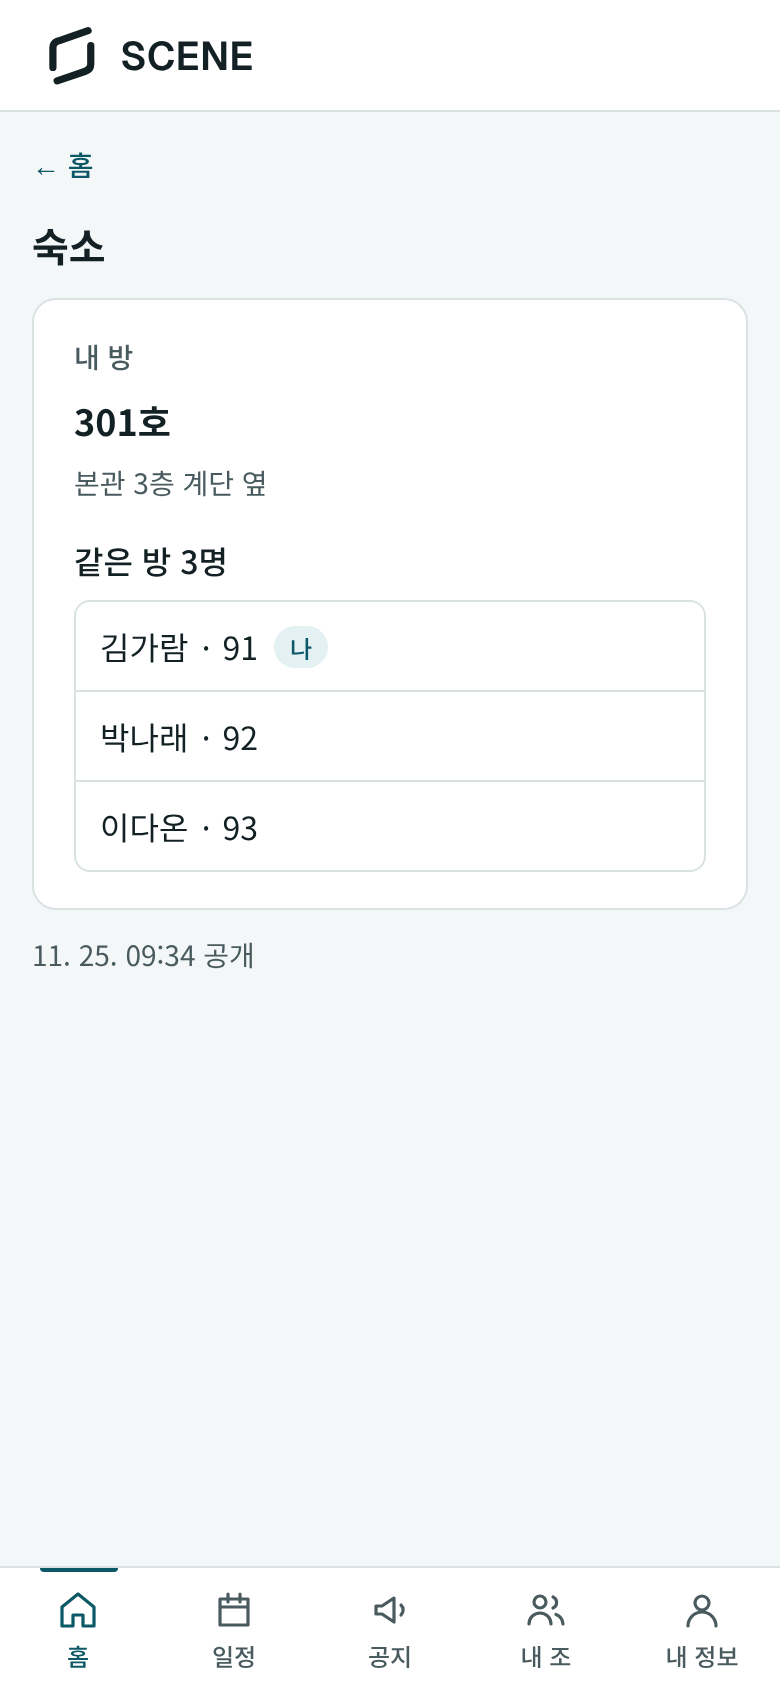 SCENE
← 홈
숙소
내 방
301호
본관 3층 계단 옆
같은 방 3명
김가람 · 91 나
박나래 · 92
이다온 · 93
11. 25. 09:34 공개
홈 일정 공지 내 조 내 정보